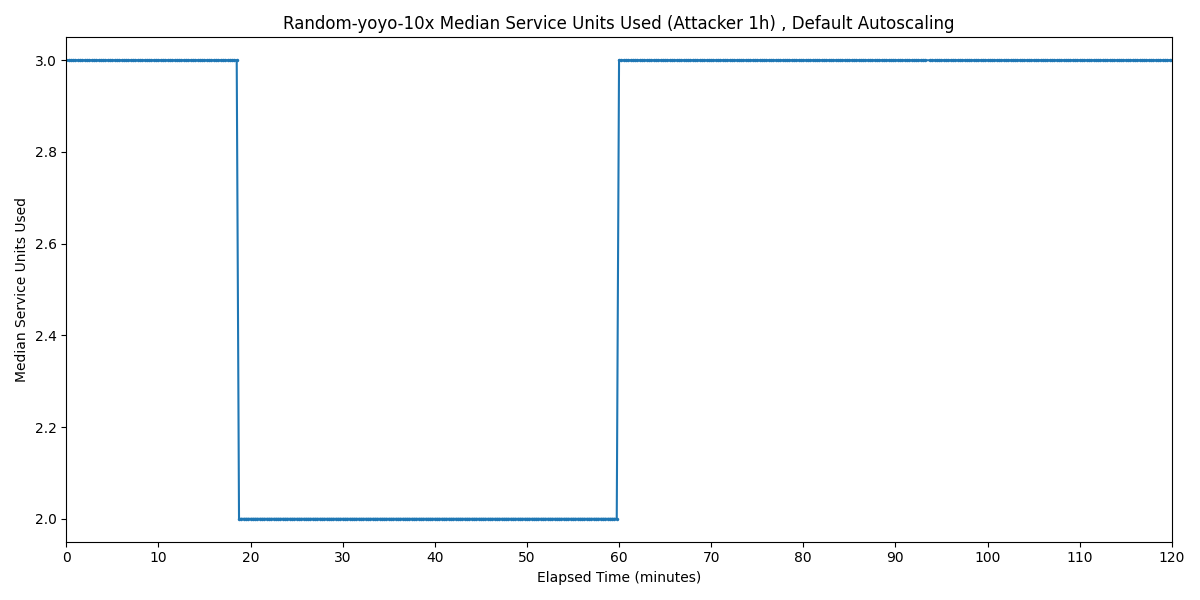 Random-yoyo-10x Median Service Units Used (Attacker 1h) , Default Autoscaling
Median Service Units Used
3.0
2.8
2.6
2.4
2.2
2.0
0 10 20 30 40 50 60 70 80 90 100 110 120
Elapsed Time (minutes)